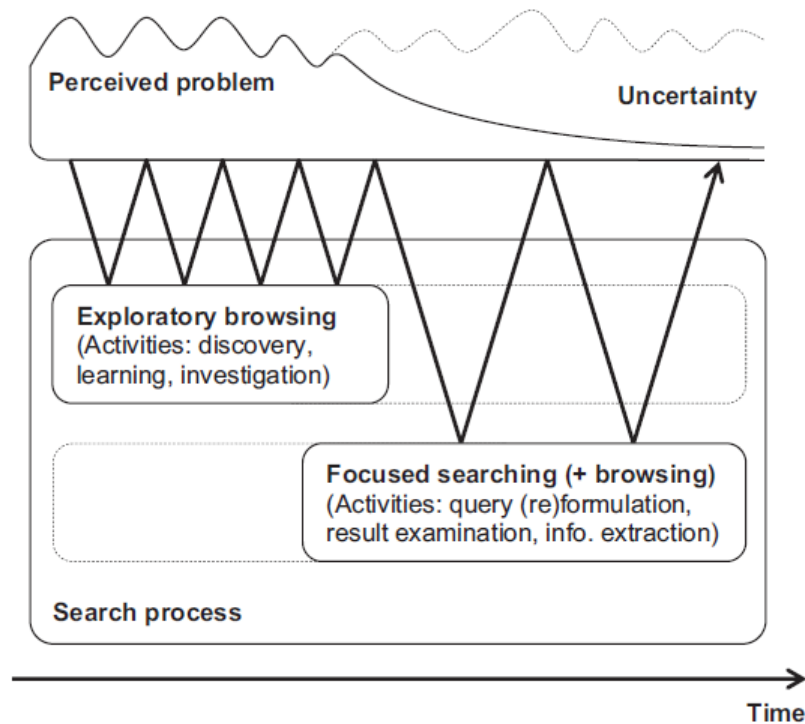 Perceived problem
Uncertainty
Exploratory browsing
(Activities: discovery,
learning, investigation)
Focused searching (+ browsing)
(Activities: query (re)formulation,
result examination, info. extraction)
Search process
Time